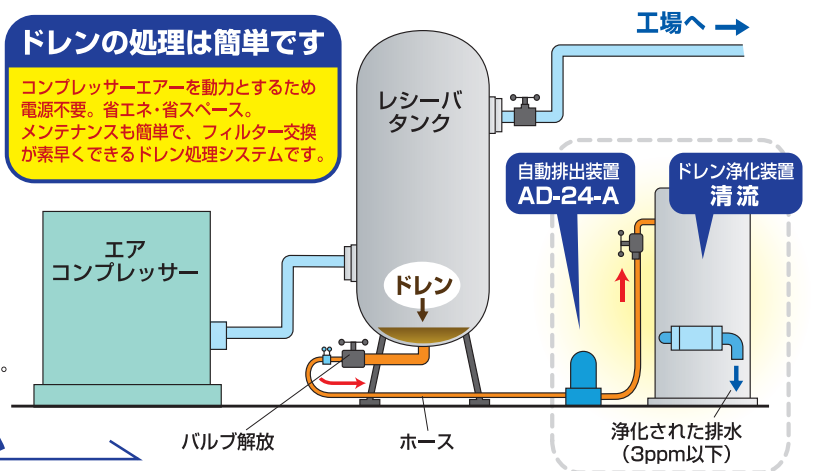 ドレンの処理は簡単です
コンプレッサーエアーを動力とするため
電源不要。省エネ・省スペース。
メンテナンスも簡単で、フィルター交換
が素早くできるドレン処理システムです。
工場へ
レシーバ
タンク
自動排出装置
AD-24-A
ドレン浄化装置
清流
エア
コンプレッサー
ドレン
。
バルブ解放
ホース
浄化された排水
（3ppm以下）